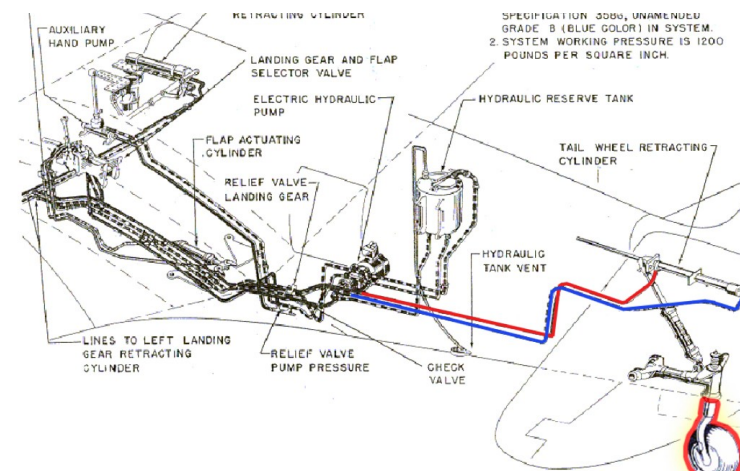 RETRACTING CYLINDER
SPECIFICATION 3586, UNAMENDED
GRADE B (BLUE COLOR) IN SYSTEM.
2. SYSTEM WORKING PRESSURE IS 1200
POUNDS PER SQUARE INCH.
AUXILIARY
HAND PUMP
LANDING GEAR AND FLAP
SELECTOR VALVE
ELECTRIC HYDRAULIC
PUMP
HYDRAULIC RESERVE TANK
FLAP ACTUATING
CYLINDER
TAIL WHEEL RETRACTING
CYLINDER
RELIEF VALVE
LANDING GEAR
HYDRAULIC
TANK VENT
LINES TO LEFT LANDING
GEAR RETRACTING
CYLINDER
RELIEF VALVE
PUMP PRESSURE
CHECK
VALVE